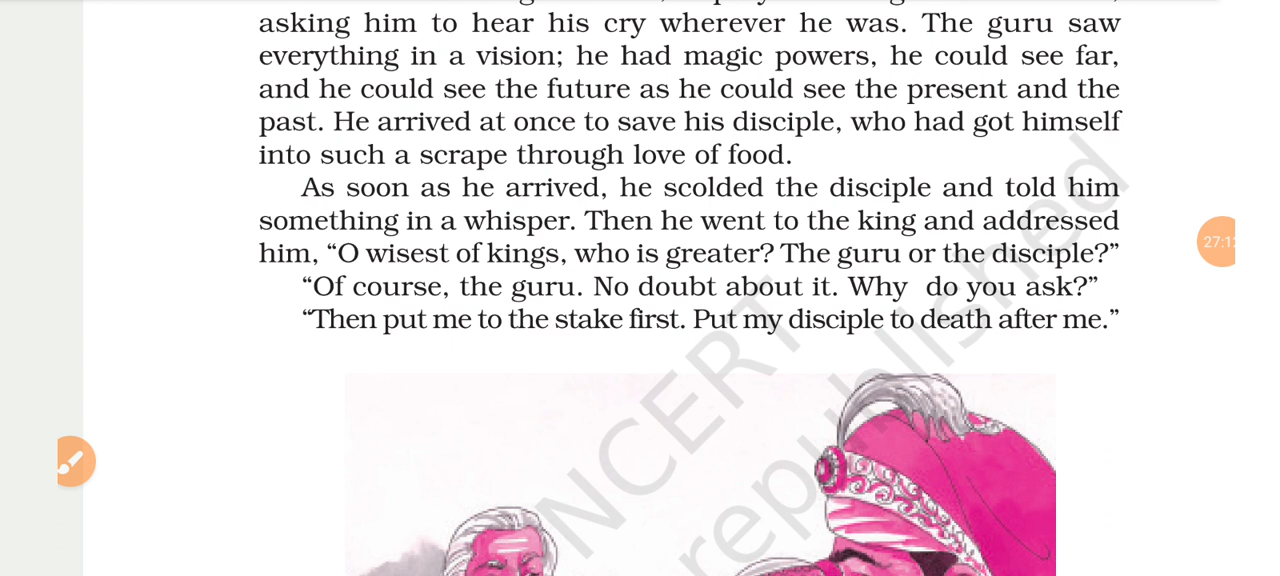 asking him to hear his cry wherever he was. The guru saw
everything in a vision; he had magic powers, he could see far,
and he could see the future as he could see the present and the
past. He arrived at once to save his disciple, who had got himself
into such a scrape through love of food.
As soon as he arrived, he scolded the disciple and told him
something in a whisper. Then he went to the king and addressed
him, “O wisest of kings, who is greater? The guru or the disciple?”
“Of course, the guru. No doubt about it. Why do you ask?”
“Then put me to the stake first. Put my disciple to death after me.”
27:1
NCERT
republished